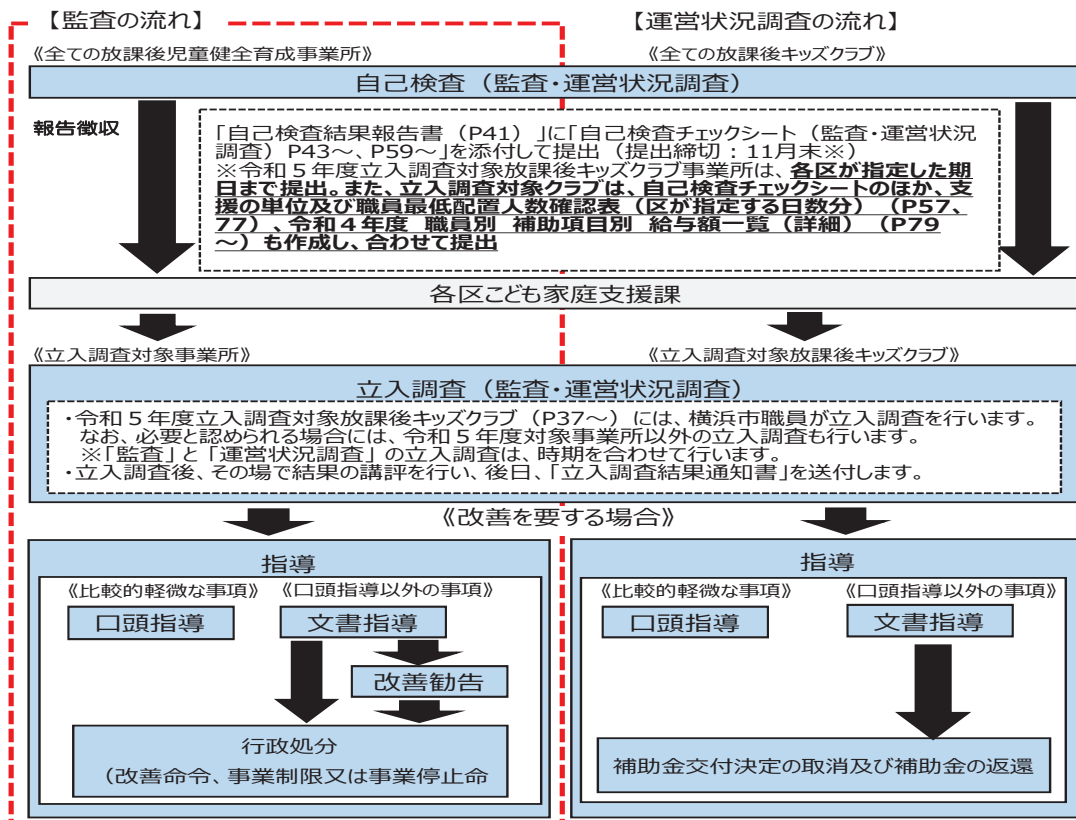 【監査の流れ】
【運営状況調査の流れ】
《全ての放課後児童健全育成事業所》
《全ての放課後キッズクラブ》
自己検査（監査・運営状況調査）
報告徴収
「自己検査結果報告書（P41）」に「自己検査チェックシート（監査・運営状況
調査）P43～、P59～」を添付して提出（提出締切：11月末※）
※令和５年度立入調査対象放課後キッズクラブ事業所は、各区が指定した期
日まで提出。また、立入調査対象クラブは、自己検査チェックシートのほか、支
援の単位及び職員最低配置人数確認表（区が指定する日数分）（P57、
77）、令和４年度 職員別 補助項目別 給与額一覧（詳細）（P79
～）も作成し、合わせて提出
各区こども家庭支援課
《立入調査対象事業所》
《立入調査対象放課後キッズクラブ》
立入調査（監査・運営状況調査）
・令和５年度立入調査対象放課後キッズクラブ（P37～）には、横浜市職員が立入調査を行います。
なお、必要と認められる場合には、令和５年度対象事業所以外の立入調査も行います。
※「監査」と「運営状況調査」の立入調査は、時期を合わせて行います。
・立入調査後、その場で結果の講評を行い、後日、「立入調査結果通知書」を送付します。
《改善を要する場合》
指導
《比較的軽微な事項》
《口頭指導以外の事項》
口頭指導
文書指導
改善勧告
行政処分
（改善命令、事業制限又は事業停止命
指導
《比較的軽微な事項》
《口頭指導以外の事項》
口頭指導
文書指導
補助金交付決定の取消及び補助金の返還